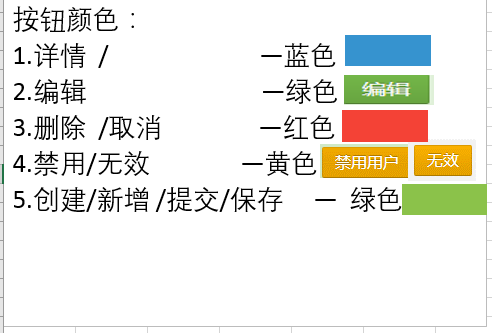 按钮颜色：
1.详情 / —蓝色
2.编辑 —绿色 编辑
3.删除 /取消 —红色
4.禁用/无效 —黄色 禁用用户 无效
5.创建/新增 /提交/保存 — 绿色